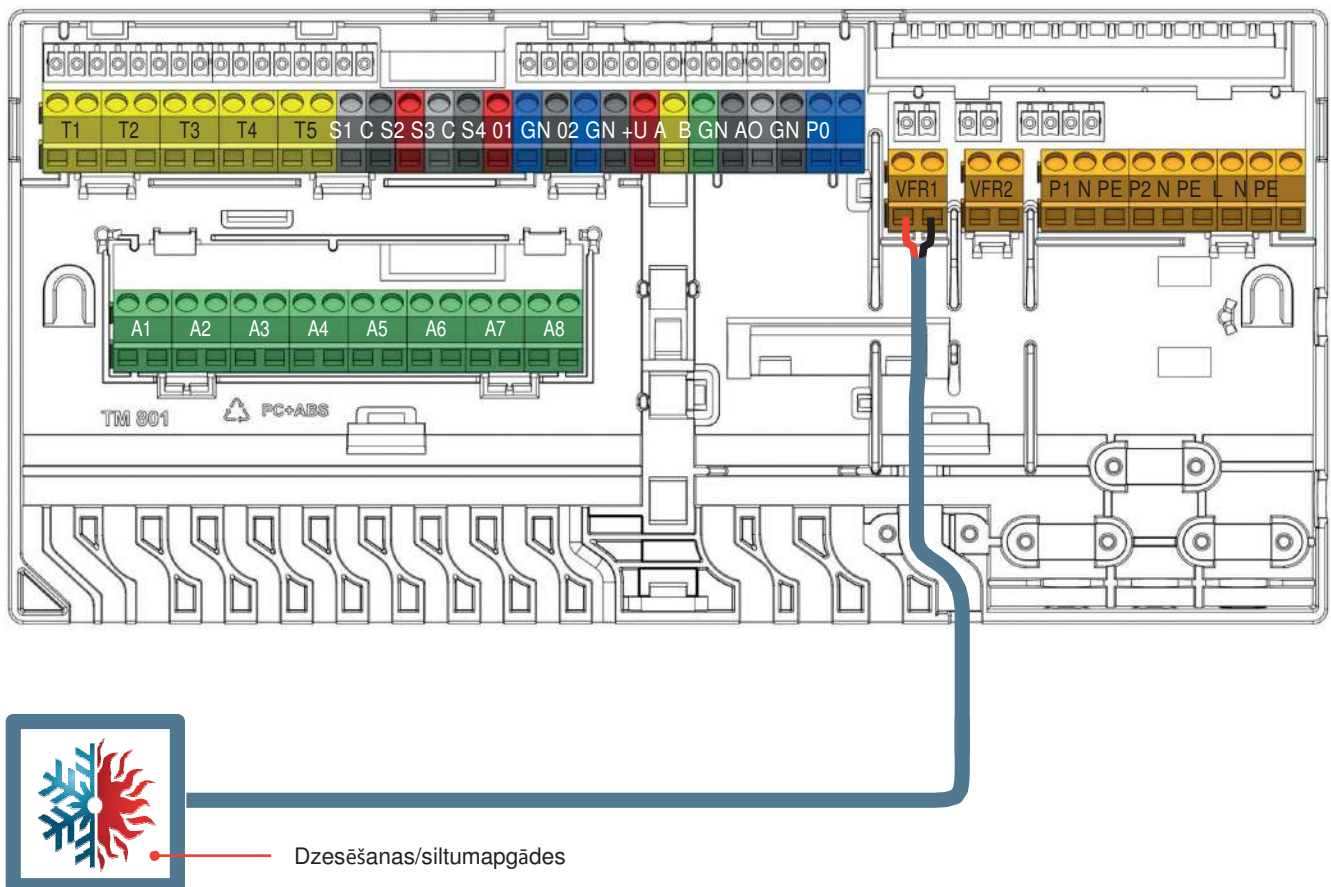 T1 T2 T3 T4 T5 S1 C S2 S3 C S4 01 GN 02 GN +U A B GN AO GN P0
VFR1 VFR2 P1 N PE P2 N PE L N PE
A1 A2 A3 A4 A5 A6 A7 A8
TM 801 PC+ABS
Dzesēšanas/siltumapgādes